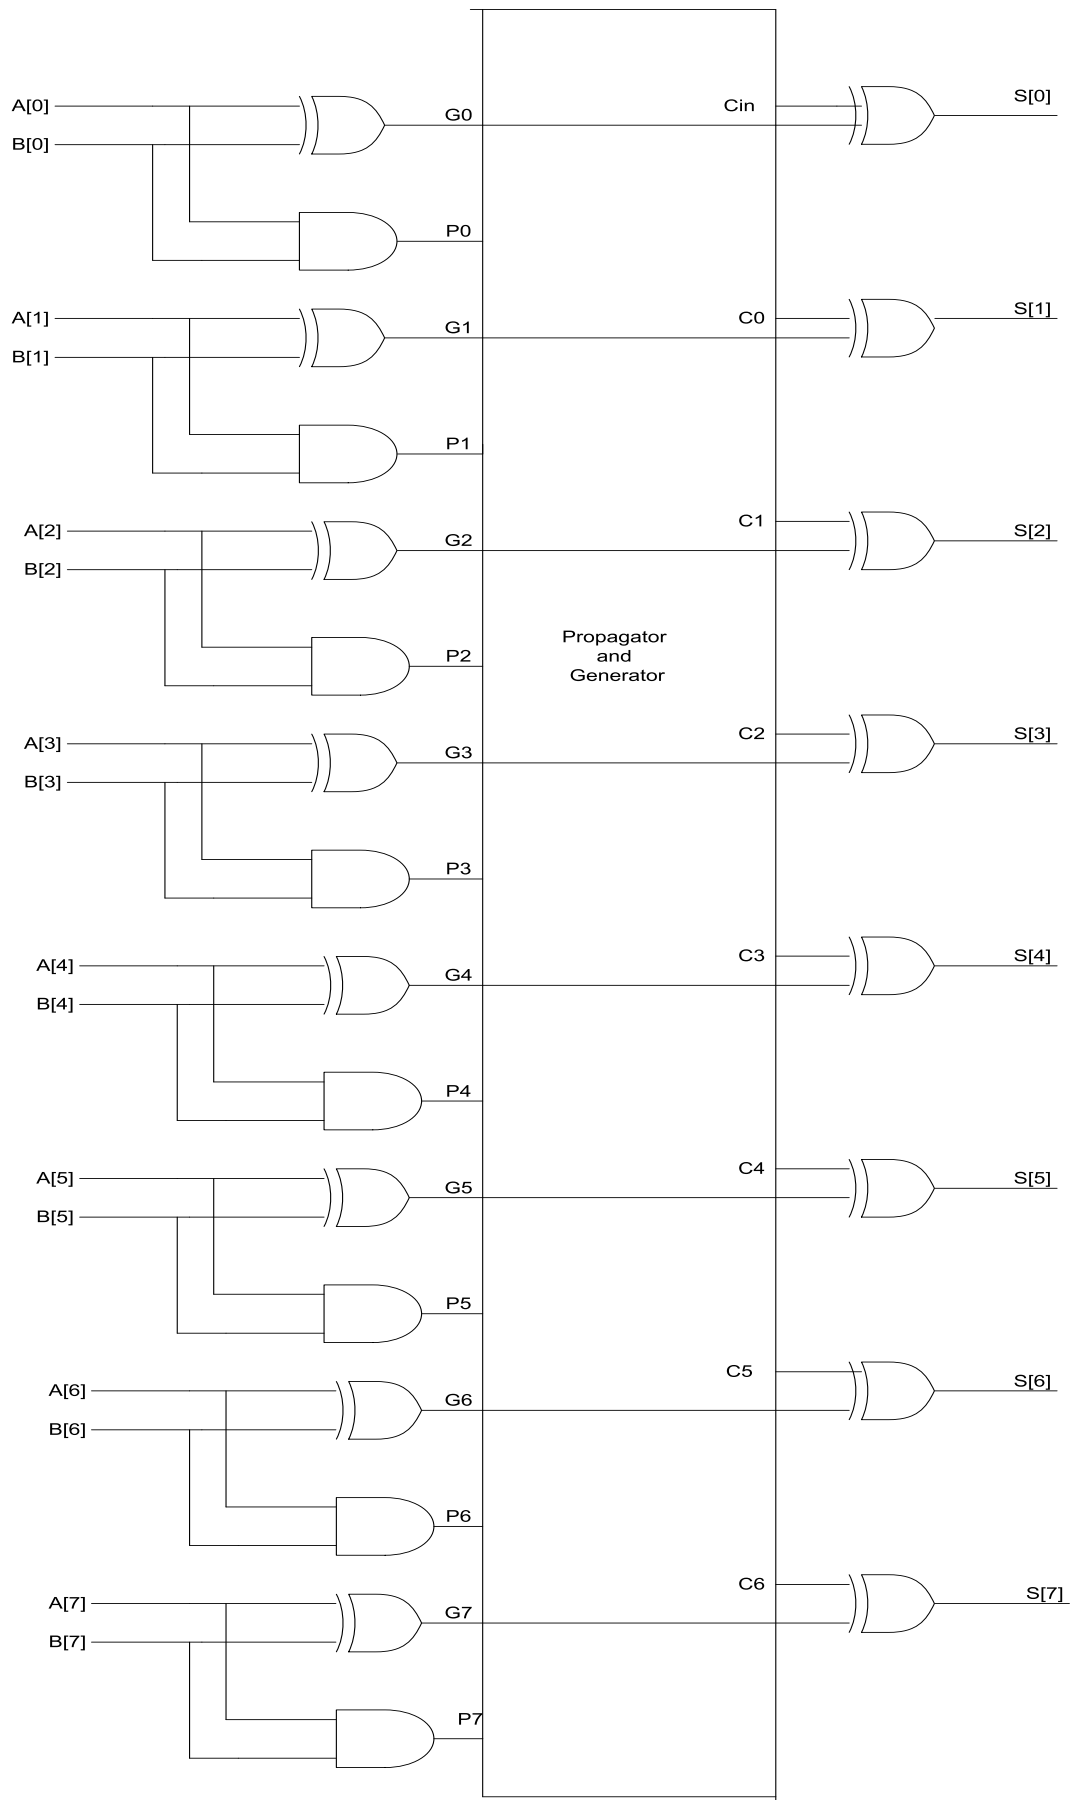 A[0]
B[0]
G0
P0
Cin
S[0]
A[1]
B[1]
G1
P1
C0
S[1]
A[2]
B[2]
G2
P2
C1
S[2]
Propagator
and
Generator
A[3]
B[3]
G3
P3
C2
S[3]
A[4]
B[4]
G4
P4
C3
S[4]
A[5]
B[5]
G5
P5
C4
S[5]
A[6]
B[6]
G6
P6
C5
S[6]
A[7]
B[7]
G7
P7
C6
S[7]